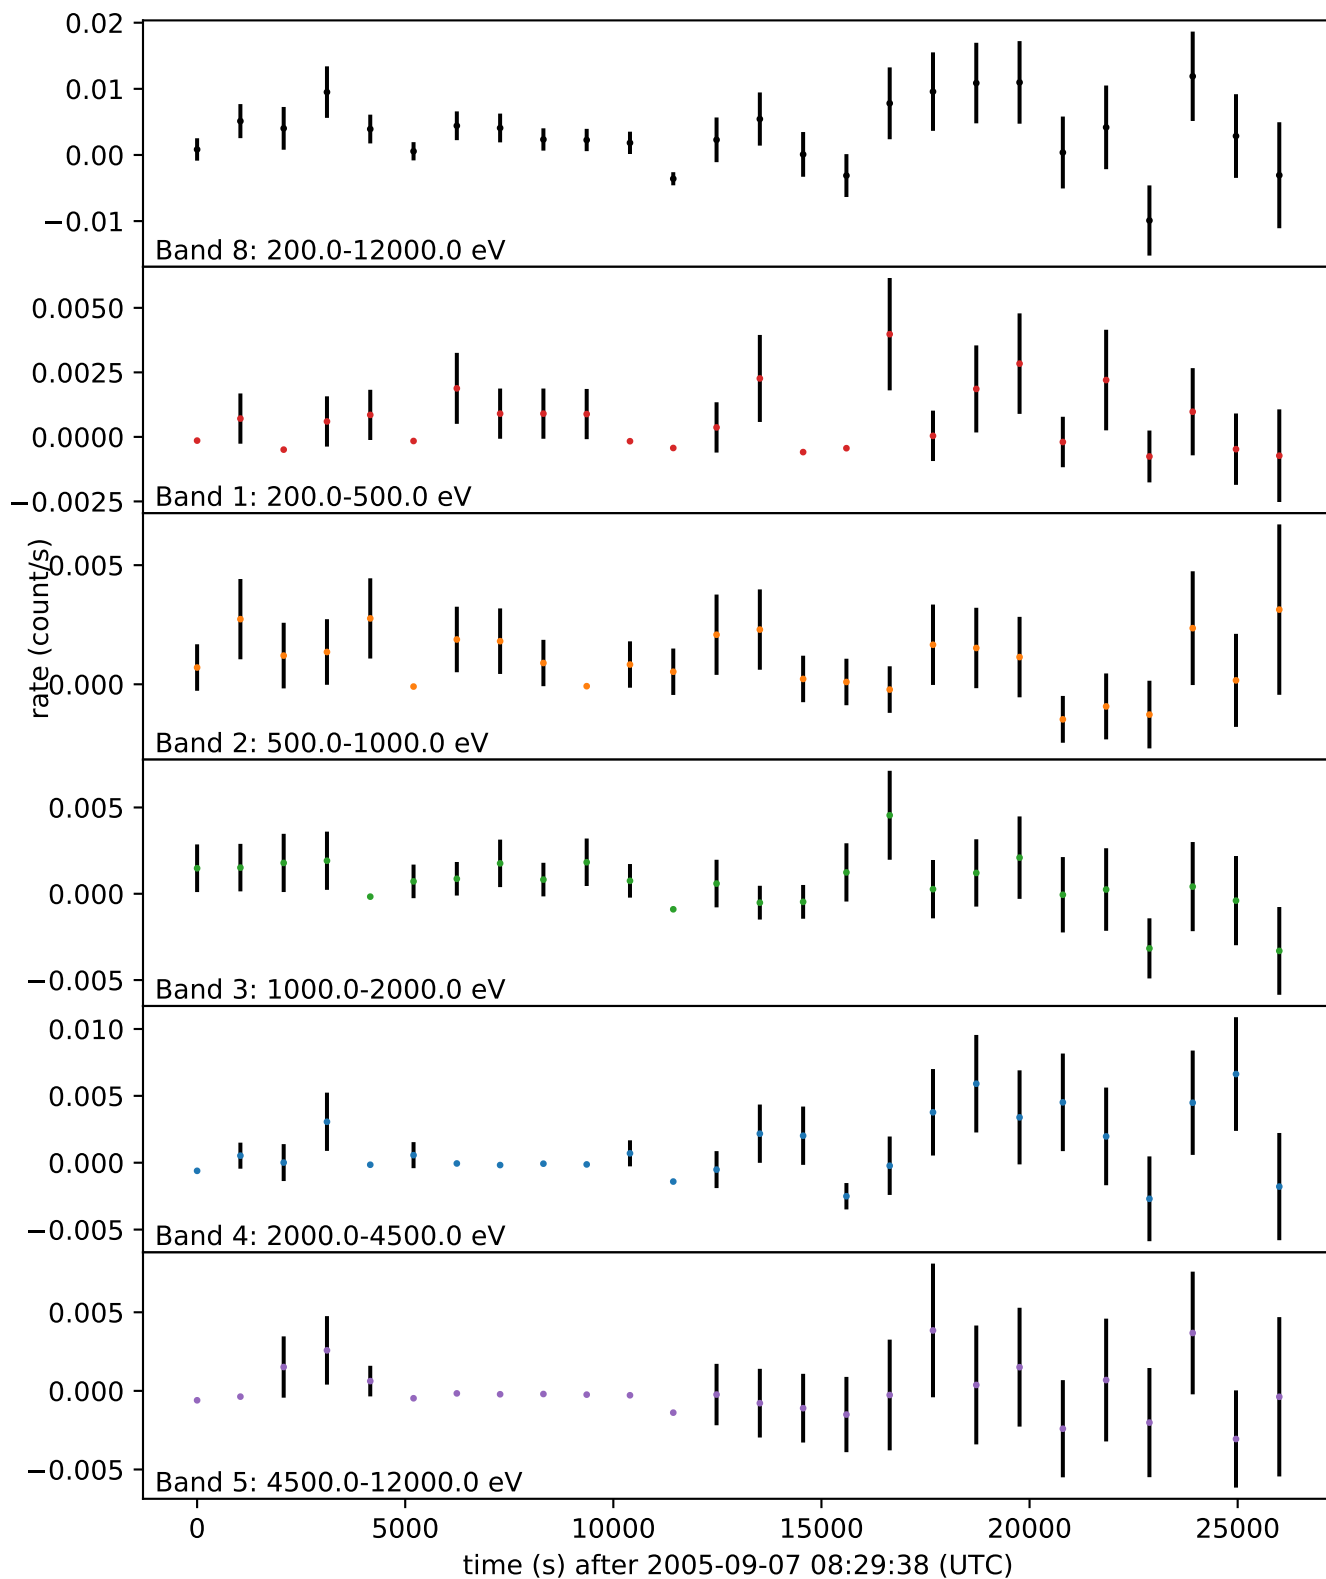 0.02
0.01
0.00
−0.01
Band 8: 200.0-12000.0 eV
0.0050
0.0025
0.0000
−0.0025
Band 1: 200.0-500.0 eV
rate (count/s)
0.005
0.000
Band 2: 500.0-1000.0 eV
0.005
0.000
−0.005
Band 3: 1000.0-2000.0 eV
0.010
0.005
0.000
−0.005
Band 4: 2000.0-4500.0 eV
0.005
0.000
−0.005
Band 5: 4500.0-12000.0 eV
0 5000 10000 15000 20000 25000
time (s) after 2005-09-07 08:29:38 (UTC)